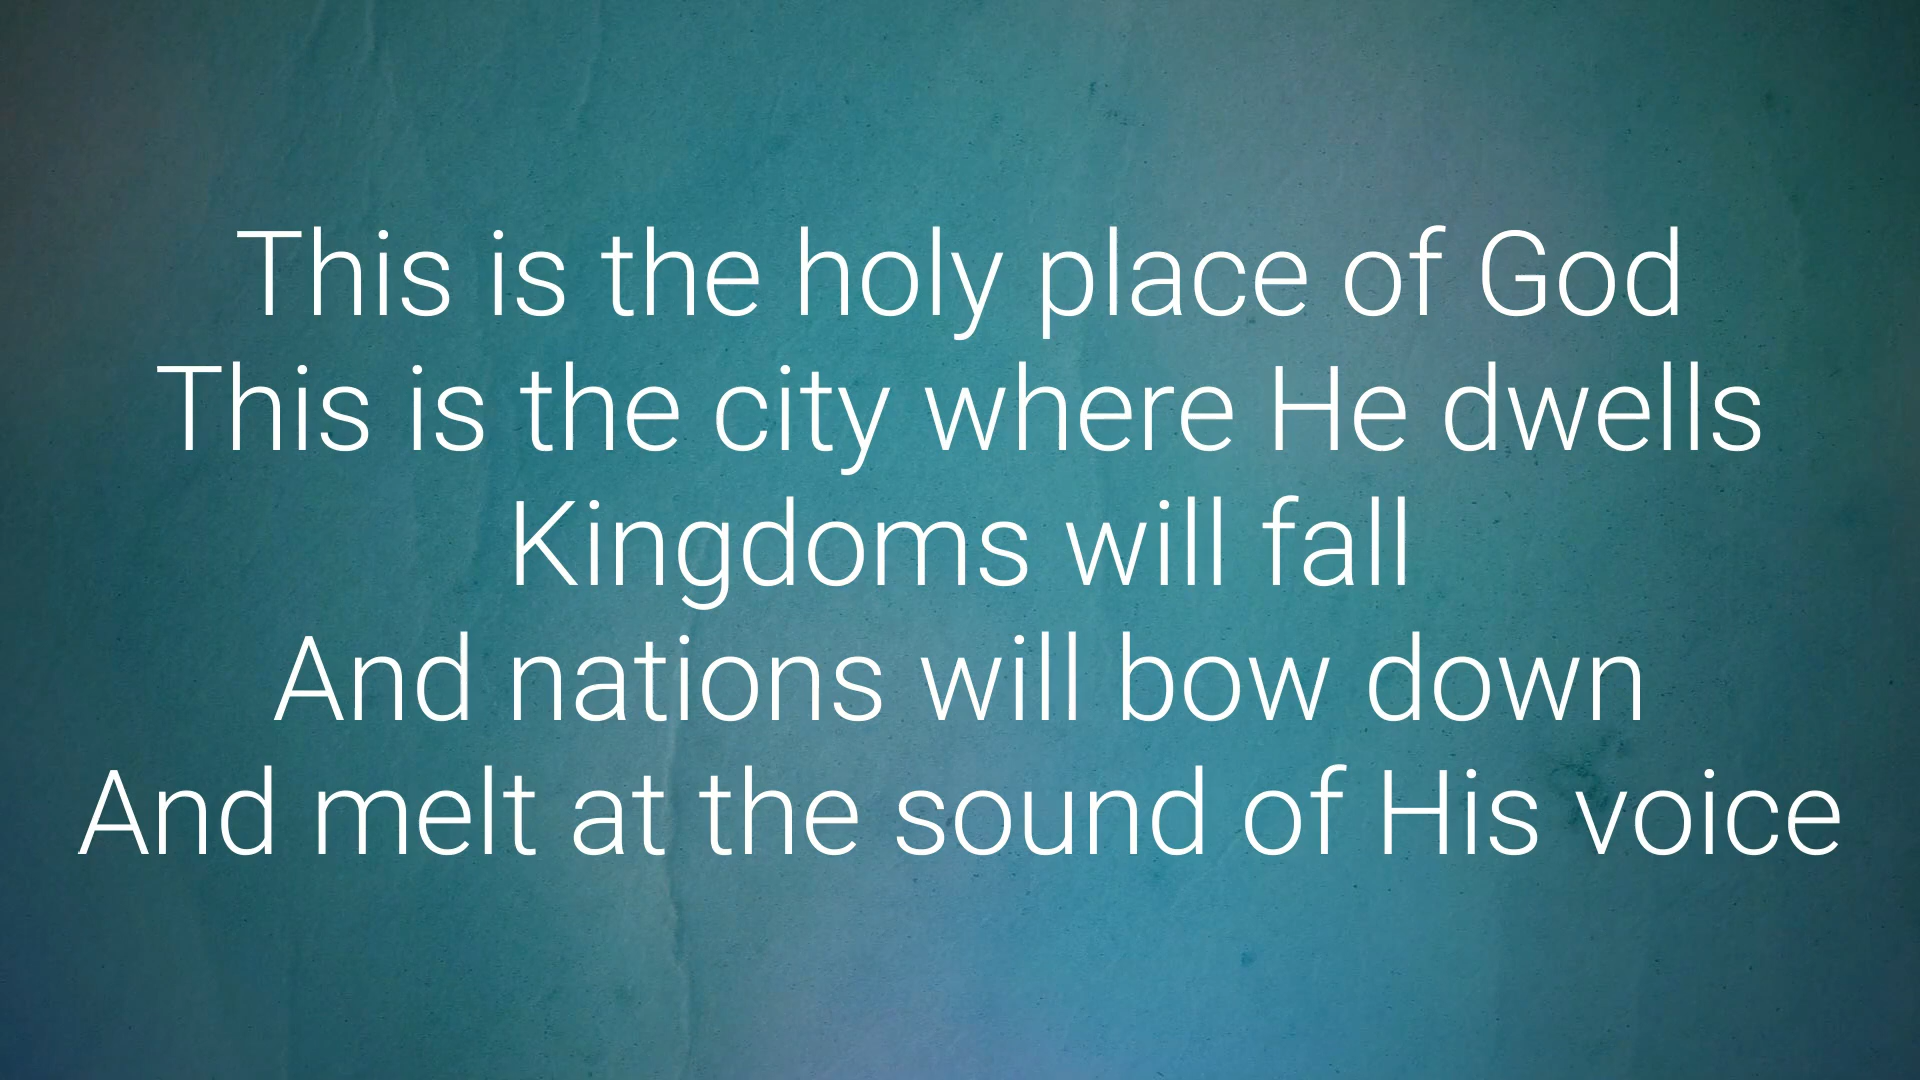 This is the holy place of God
This is the city where He dwells
Kingdoms will fall
And nations will bow down
And melt at the sound of His voice